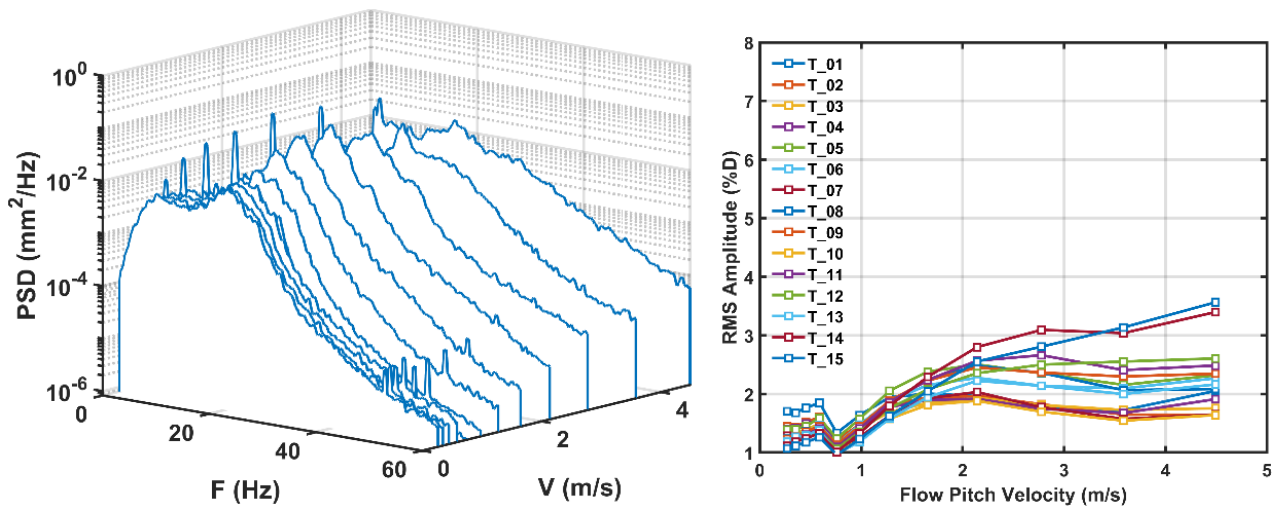 10^0
10^-2
10^-4
10^-6
PSD (mm^2/Hz)
0
20
40
60
F (Hz)
0
2
4
V (m/s)
8
7
6
5
4
3
2
1
RMS Amplitude (%D)
T_01
T_02
T_03
T_04
T_05
T_06
T_07
T_08
T_09
T_10
T_11
T_12
T_13
T_14
T_15
0
1
2
3
4
5
Flow Pitch Velocity (m/s)